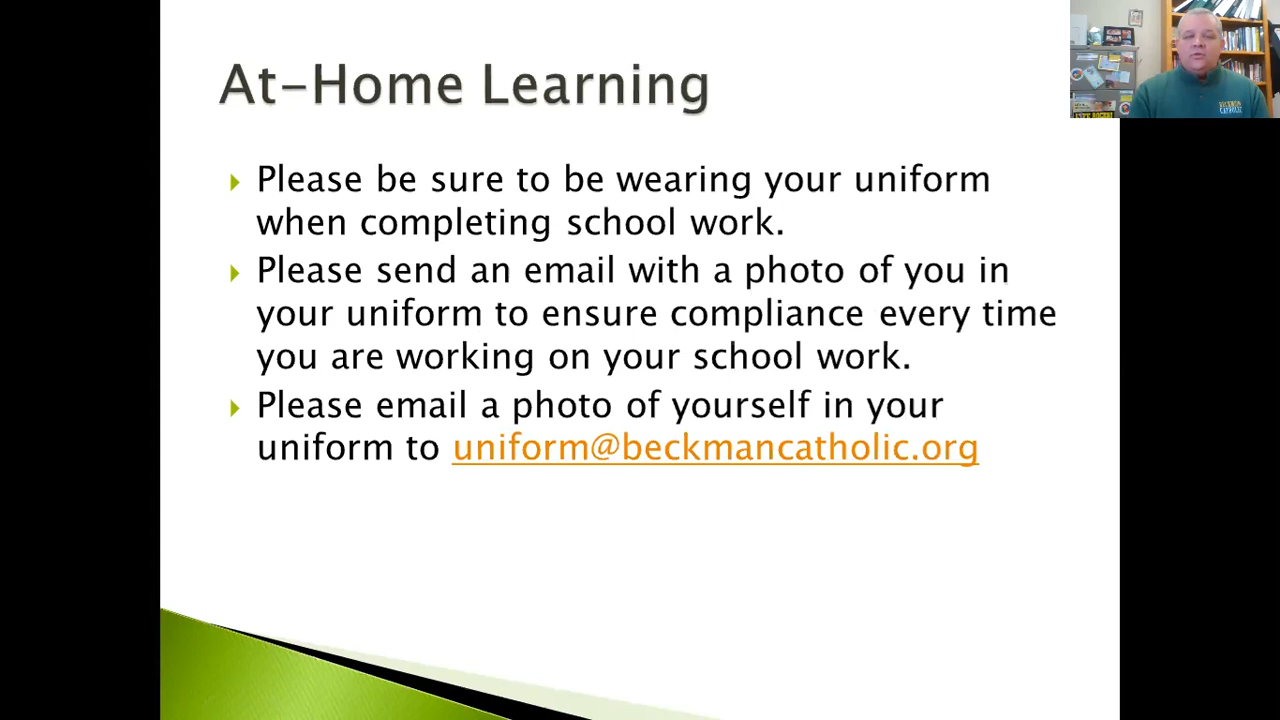 At-Home Learning
Please be sure to be wearing your uniform
when completing school work.
Please send an email with a photo of you in
your uniform to ensure compliance every time
you are working on your school work.
Please email a photo of yourself in your
uniform to uniform@beckmancatholic.org